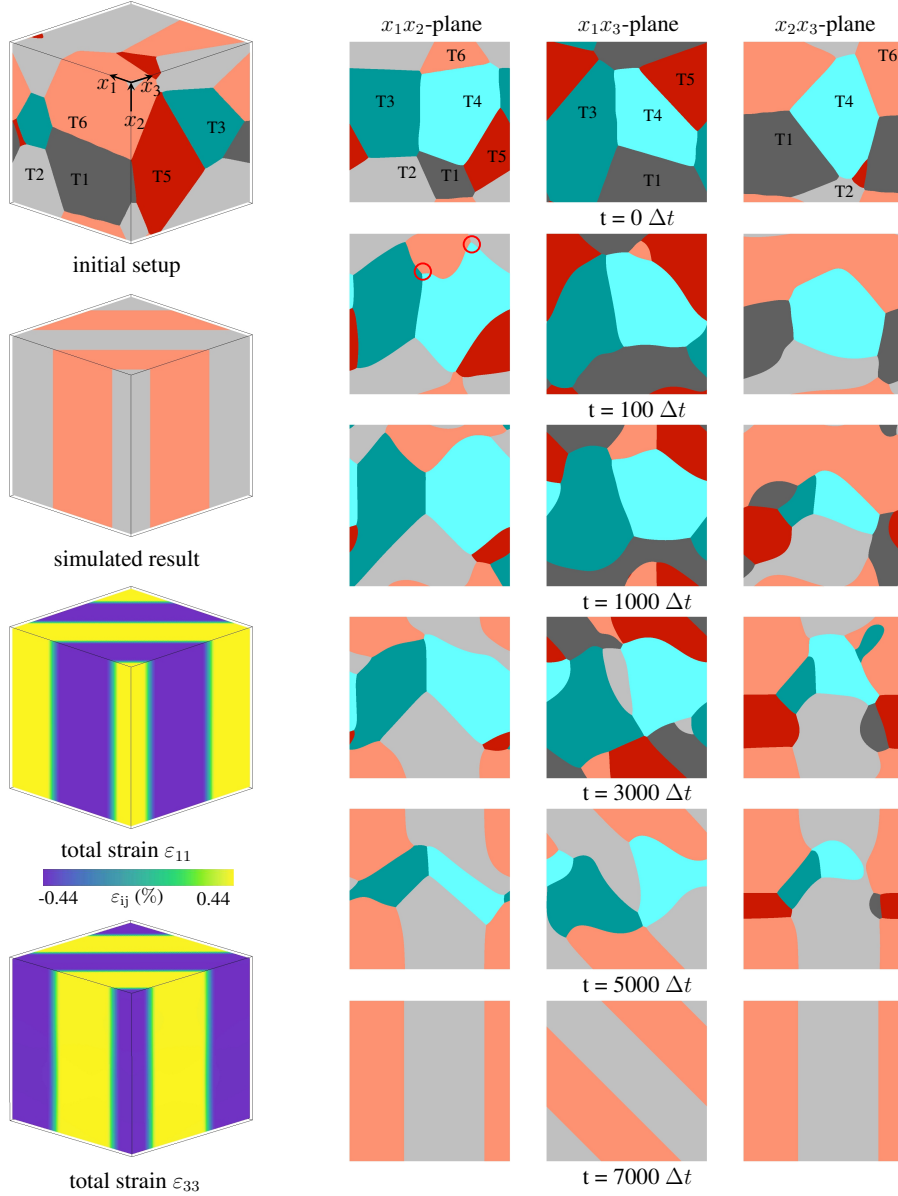 x₁x₂-plane
x₁x₃-plane
x₂x₃-plane
x₁
x₃
x₂
T6
T3
T2
T1
T5
initial setup
T6
T3
T4
T2
T1
T5
T5
T3
T4
T1
T6
T4
T1
T2
t = 0 Δt
t = 100 Δt
simulated result
t = 1000 Δt
t = 3000 Δt
total strain ε₁₁
-0.44 εᵢⱼ (%) 0.44
t = 5000 Δt
total strain ε₃₃
t = 7000 Δt